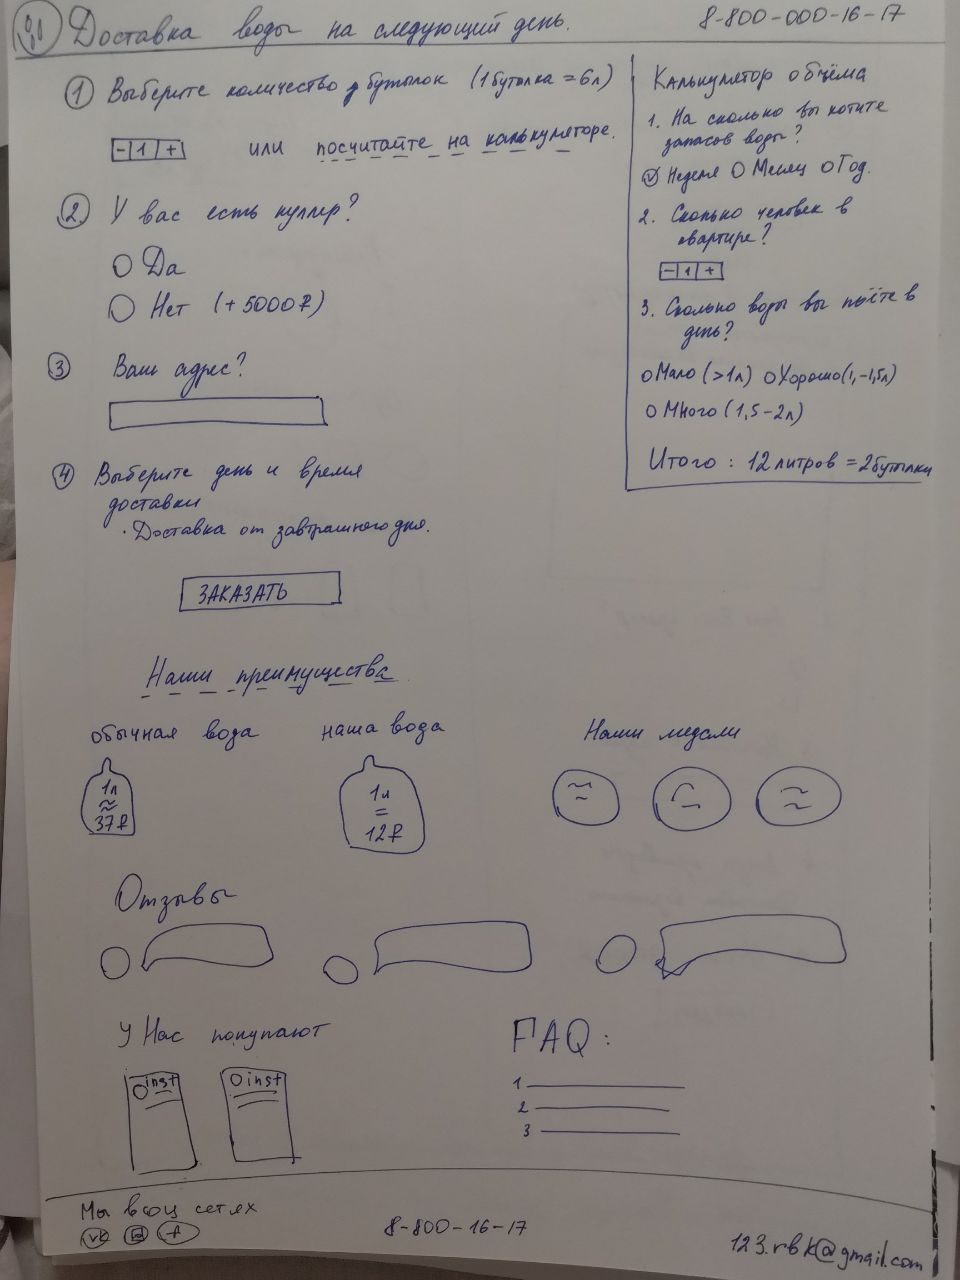 Доставка воды на следующий день.
8-800-000-16-17
1 Выберите количество бутылок (1 бутылка = 6л)
- 1 + или посчитайте на калькуляторе.
2 У вас есть куллер?
Да
Нет (+ 5000₽)
3 Ваш адрес?
4 Выберите день и время
доставки
· Доставка от завтрашнего дня.
ЗАКАЗАТЬ
Калькулятор объёма
1. На сколько вы хотите
запасов воды?
v Неделя О Месяц О Год.
2. Сколько человек в
квартире?
- 1 +
3. Сколько воды вы пьёте в
день?
О Мало (>1л) О Хорошо (1,-1,5л)
О Много (1,5-2л)
Итого: 12 литров = 2 бутылки
Наши преимущества
обычная вода
1л
≈
37₽
наша вода
1л
=
12₽
Наши медали
Отзывы
У Нас покупают
inst
inst
FAQ:
1
2
3
Мы в соц сетях
vk f
8-800-16-17
123.rbk@gmail.com